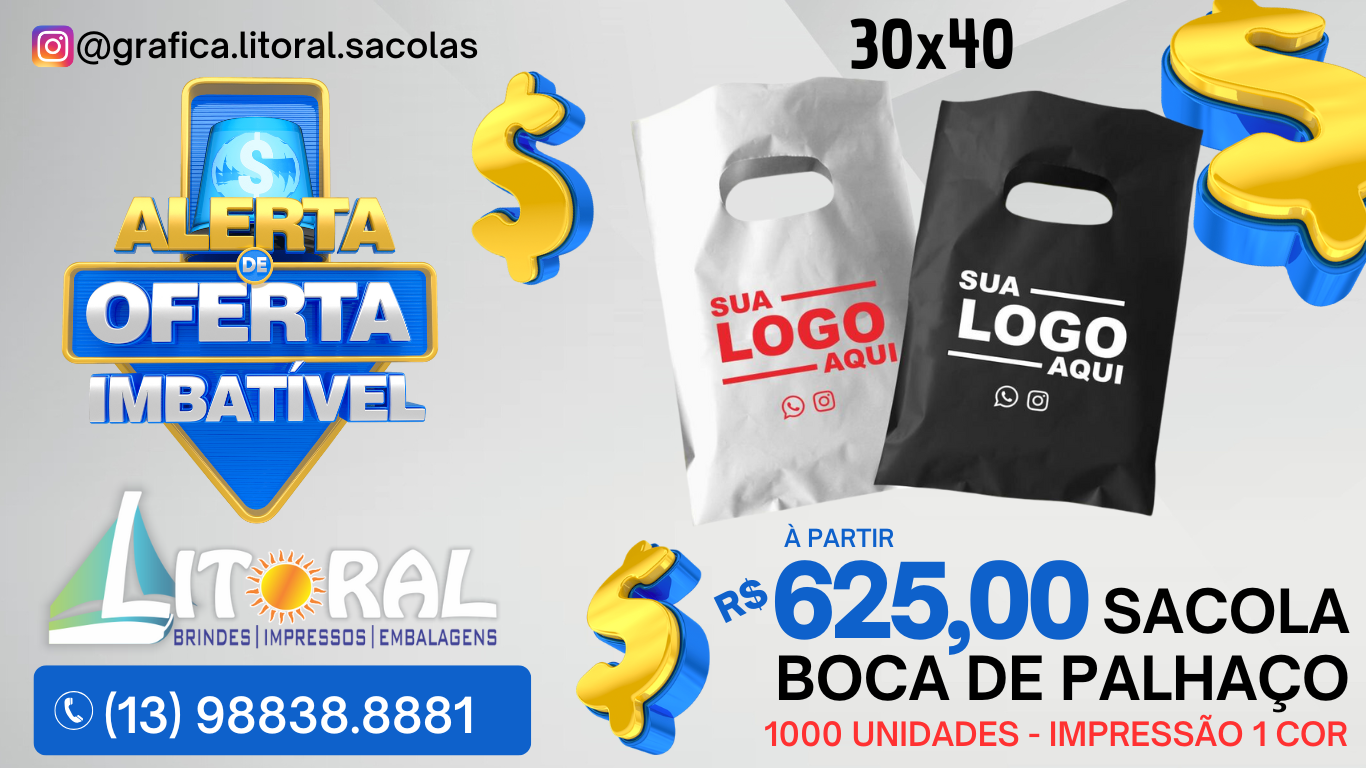 @grafica.litoral.sacolas
30x40
$
ALERTA
DE
OFERTA
IMBATÍVEL
SUA
LOGO
AQUI
SUA
LOGO
AQUI
LITORAL
BRINDES | IMPRESSOS | EMBALAGENS
(13) 98838.8881
À PARTIR
R$ 625,00 SACOLA
BOCA DE PALHAÇO
1000 UNIDADES - IMPRESSÃO 1 COR